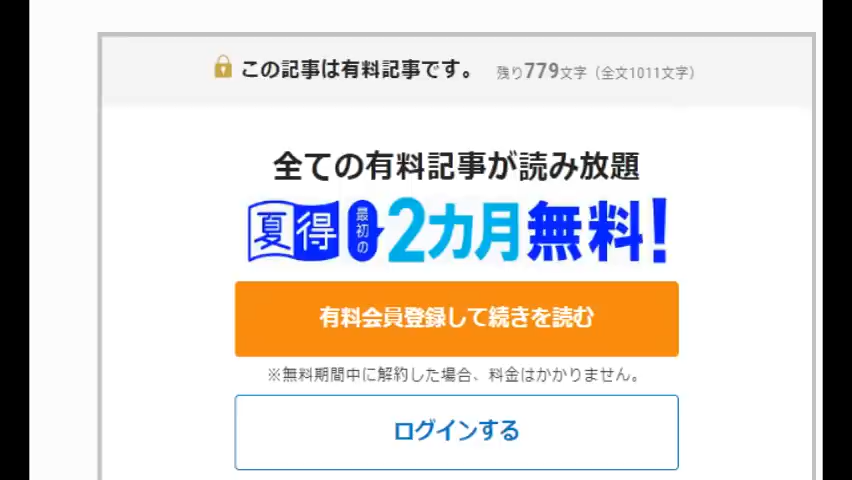 この記事は有料記事です。 残り779文字（全文1011文字）
全ての有料記事が読み放題
夏得 最初の 2カ月無料!
有料会員登録して続きを読む
※無料期間中に解約した場合、料金はかかりません。
ログインする